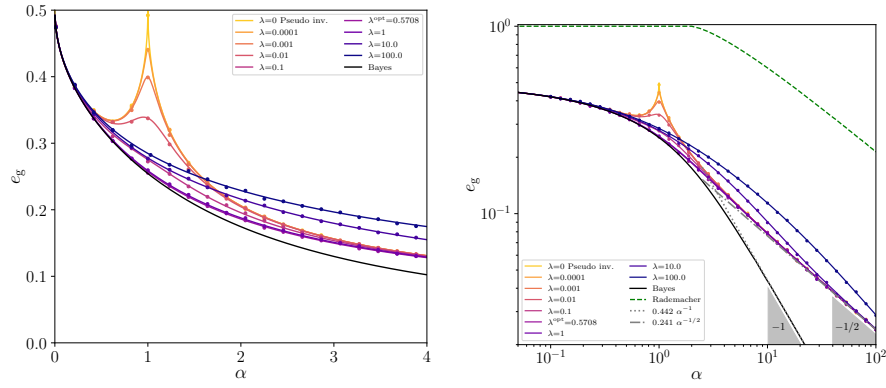 0.5
0.4
0.3
0.2
0.1
0.0
e_g
0 1 2 3 4
α
λ=0 Pseudo inv.
λ=0.0001
λ=0.001
λ=0.01
λ=0.1
λ^opt=0.5708
λ=1
λ=10.0
λ=100.0
Bayes
10^0
10^-1
e_g
10^-1 10^0 10^1 10^2
α
λ=0 Pseudo inv.
λ=0.0001
λ=0.001
λ=0.01
λ=0.1
λ^opt=0.5708
λ=1
λ=10.0
λ=100.0
Bayes
Rademacher
0.442 α^-1
0.241 α^-1/2
−1
−1/2